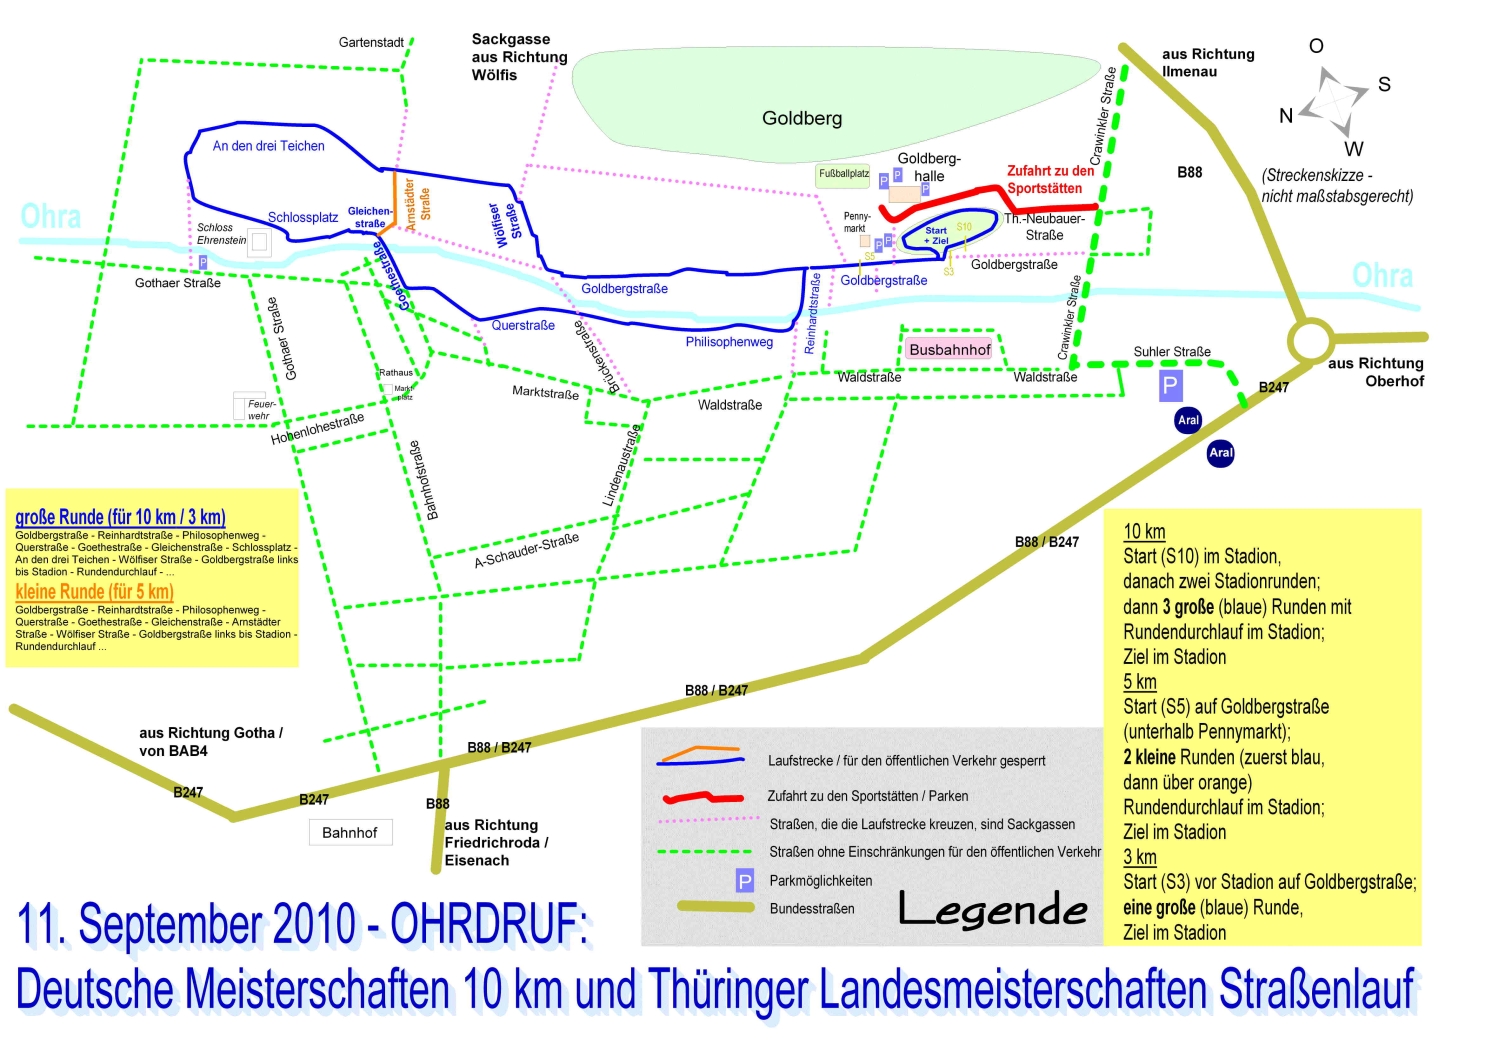 Gartenstadt
Sackgasse
aus Richtung
Wölfis
aus Richtung
Ilmenau
O
S
N
W
(Streckenskizze -
nicht maßstabsgerecht)
Goldberg
B88
Crawinkler Straße
An den drei Teichen
Fußballplatz
Goldberg-
halle
P
P
P
Zufahrt zu den
Sportstätten
Arnstädter
Straße
Gleichen-
straße
Schlossplatz
Wölfiser
Straße
Ohra
Schloss
Ehrenstein
P
Penny-
markt
P
P
Start
+ Ziel
S10
S5
S3
Th.-Neubauer-
Straße
Goldbergstraße
Goldbergstraße
Goldbergstraße
Ohra
Gothaer Straße
Goethestraße
Gothaer Straße
Querstraße
Philisophenweg
Reinhardtstraße
Brückenstraße
Crawinkler Straße
Busbahnhof
Suhler Straße
P
aus Richtung
Oberhof
B247
Aral
Aral
Rathaus
Markt-
platz
Marktstraße
Waldstraße
Waldstraße
Waldstraße
Feuer-
wehr
Hohenlohestraße
Bahnhofstraße
Lindenaustraße
A-Schauder-Straße
B88 / B247
B88 / B247
B88 / B247
große Runde (für 10 km / 3 km)
Goldbergstraße - Reinhardtstraße - Philosophenweg -
Querstraße - Goethestraße - Gleichenstraße - Schlossplatz -
An den drei Teichen - Wölfiser Straße - Goldbergstraße links
bis Stadion - Rundendurchlauf - ...
kleine Runde (für 5 km)
Goldbergstraße - Reinhardtstraße - Philosophenweg -
Querstraße - Goethestraße - Gleichenstraße - Arnstädter
Straße - Wölfiser Straße - Goldbergstraße links bis Stadion -
Rundendurchlauf ...
aus Richtung Gotha /
von BAB4
B247
B247
B88
Bahnhof
aus Richtung
Friedrichroda /
Eisenach
10 km
Start (S10) im Stadion,
danach zwei Stadionrunden;
dann 3 große (blaue) Runden mit
Rundendurchlauf im Stadion;
Ziel im Stadion
5 km
Start (S5) auf Goldbergstraße
(unterhalb Pennymarkt);
2 kleine Runden (zuerst blau,
dann über orange)
Rundendurchlauf im Stadion;
Ziel im Stadion
3 km
Start (S3) vor Stadion auf Goldbergstraße;
eine große (blaue) Runde,
Ziel im Stadion
Laufstrecke / für den öffentlichen Verkehr gesperrt
Zufahrt zu den Sportstätten / Parken
Straßen, die die Laufstrecke kreuzen, sind Sackgassen
Straßen ohne Einschränkungen für den öffentlichen Verkehr
P
Parkmöglichkeiten
Bundesstraßen
Legende
11. September 2010 - OHRDRUF:
Deutsche Meisterschaften 10 km und Thüringer Landesmeisterschaften Straßenlauf